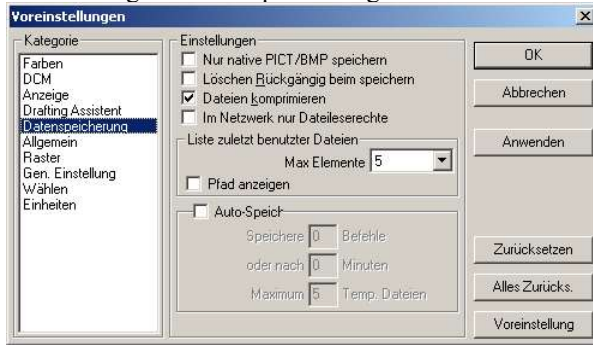 Voreinstellungen
Kategorie
Farben
DCM
Anzeige
Drafting Assistent
Datenspeicherung
Allgemein
Raster
Gen. Einstellung
Wählen
Einheiten
Einstellungen
Nur native PICT/BMP speichern
Löschen Rückgängig beim speichern
Dateien komprimieren
Im Netzwerk nur Dateileserechte
Liste zuletzt benutzter Dateien
Max Elemente 5
Pfad anzeigen
Auto-Speich
Speichere 0 Befehle
oder nach 0 Minuten
Maximum 5 Temp. Dateien
OK
Abbrechen
Anwenden
Zurücksetzen
Alles Zurücks.
Voreinstellung